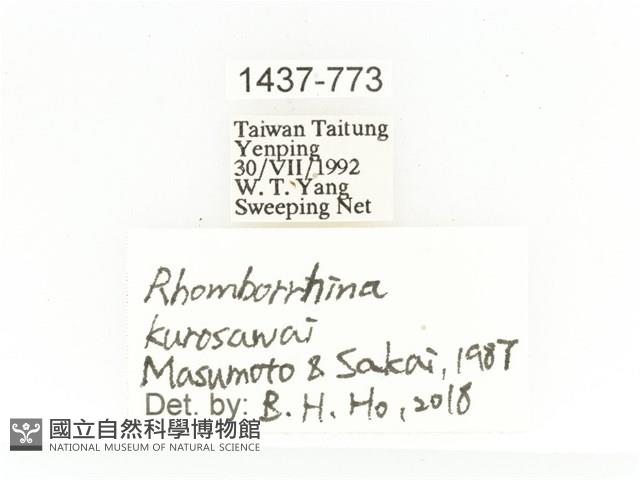 1437-773
Taiwan Taitung
Yenping
30/VII/1992
W. T. Yang
Sweeping Net
Rhomborrhina
kurosawai
Masumoto & Sakai, 1987
Det. by: B. H. Ho, 2018
國立自然科學博物館
NATIONAL MUSEUM OF NATURAL SCIENCE